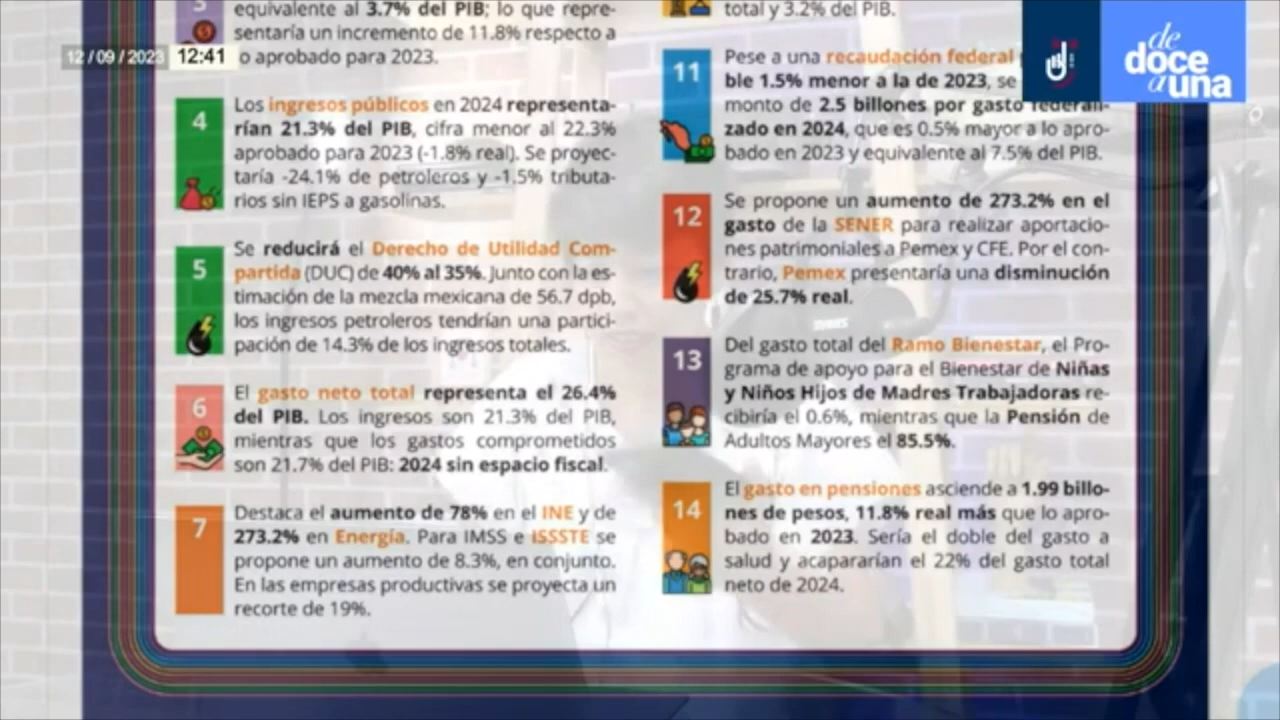 3
equivalente al 3.7% del PIB; lo que repre-
sentaría un incremento de 11.8% respecto a
o aprobado para 2023.
12/09/2023 12:41
4
Los ingresos públicos en 2024 representa-
rían 21.3% del PIB, cifra menor al 22.3%
aprobado para 2023 (-1.8% real). Se proyec-
taría -24.1% de petroleros y -1.5% tributa-
rios sin IEPS a gasolinas.
5
Se reducirá el Derecho de Utilidad Com-
partida (DUC) de 40% al 35%. Junto con la es-
timación de la mezcla mexicana de 56.7 dpb,
los ingresos petroleros tendrían una partici-
pación de 14.3% de los ingresos totales.
6
El gasto neto total representa el 26.4%
del PIB. Los ingresos son 21.3% del PIB,
mientras que los gastos comprometidos
son 21.7% del PIB: 2024 sin espacio fiscal.
7
Destaca el aumento de 78% en el INE y de
273.2% en Energía. Para IMSS e ISSSTE se
propone un aumento de 8.3%, en conjunto.
En las empresas productivas se proyecta un
recorte de 19%.
total y 3.2% del PIB.
11
Pese a una recaudación federal
ble 1.5% menor a la de 2023, se
monto de 2.5 billones por gasto federali-
zado en 2024, que es 0.5% mayor a lo apro-
bado en 2023 y equivalente al 7.5% del PIB.
12
Se propone un aumento de 273.2% en el
gasto de la SENER para realizar aportacio-
nes patrimoniales a Pemex y CFE. Por el con-
trario, Pemex presentaría una disminución
de 25.7% real.
13
Del gasto total del Ramo Bienestar, el Pro-
grama de apoyo para el Bienestar de Niñas
y Niños Hijos de Madres Trabajadoras re-
cibiría el 0.6%, mientras que la Pensión de
Adultos Mayores el 85.5%.
14
El gasto en pensiones asciende a 1.99 billo-
nes de pesos, 11.8% real más que lo apro-
bado en 2023. Sería el doble del gasto a
salud y acapararían el 22% del gasto total
neto de 2024.
de
doce
a una